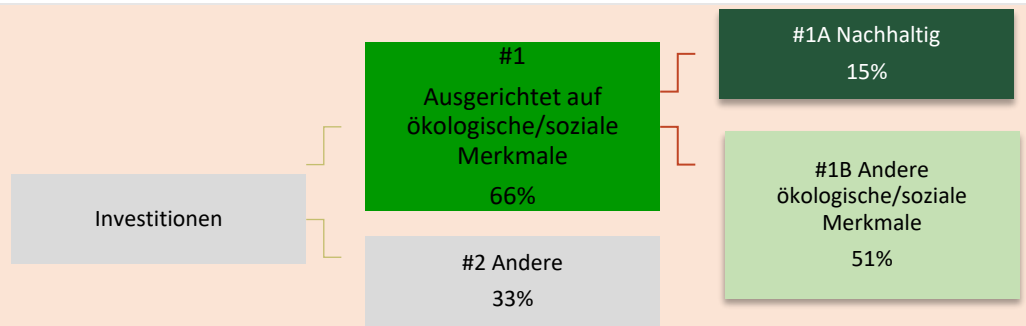 Investitionen
#1
Ausgerichtet auf
ökologische/soziale
Merkmale
66%
#2 Andere
33%
#1A Nachhaltig
15%
#1B Andere
ökologische/soziale
Merkmale
51%